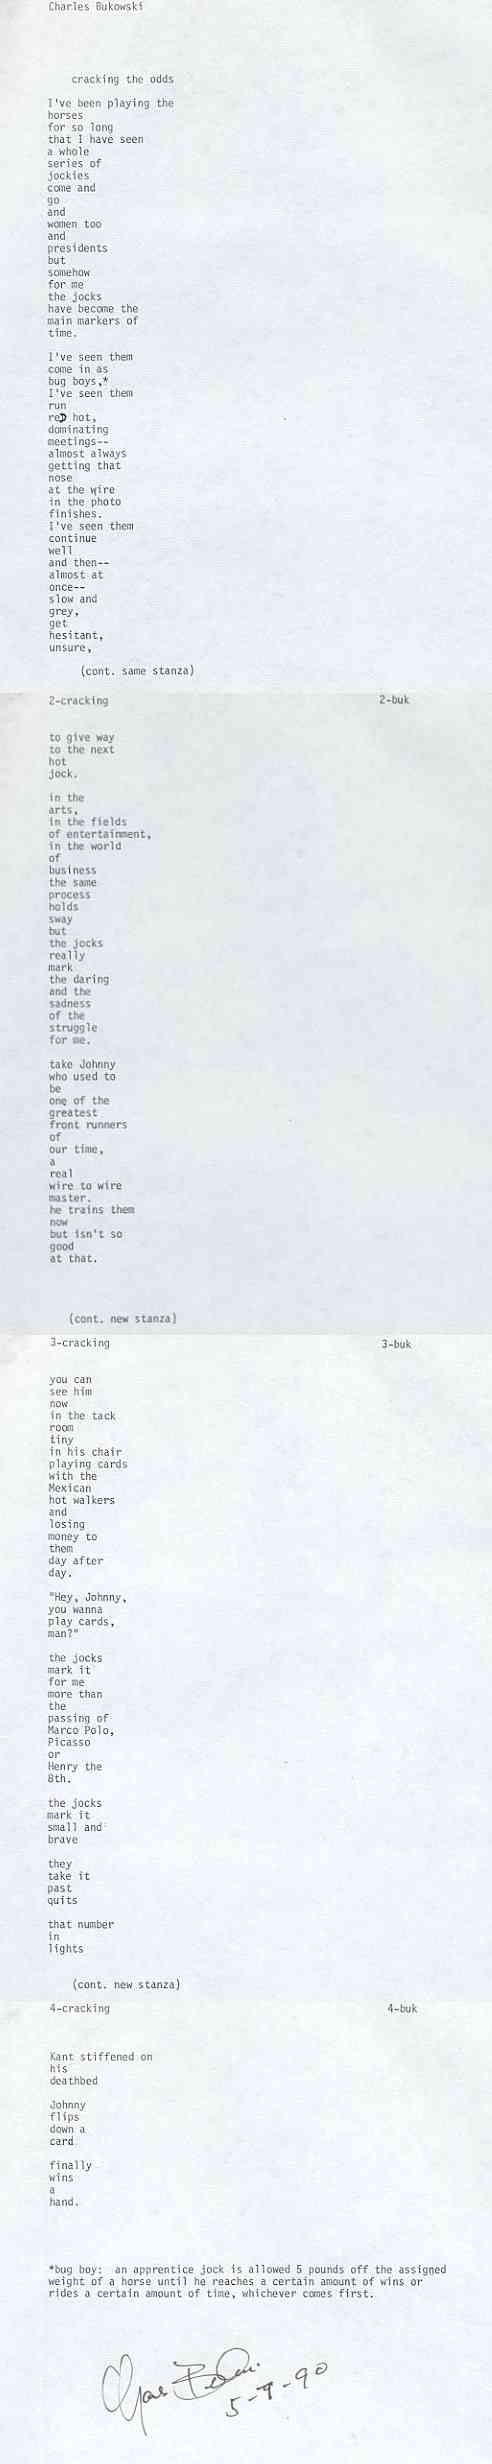 Charles Bukowski
cracking the odds
I've been playing the
horses
for so long
that I have seen
a whole
series of
jockies
come and
go
and
women too
and
presidents
but
somehow
for me
the jocks
have become the
main markers of
time.
I've seen them
come in as
bug boys,*
I've seen them
run
reD hot,
dominating
meetings--
almost always
getting that
nose
at the wire
in the photo
finishes.
I've seen them
continue
well
and then--
almost at
once--
slow and
grey,
get
hesitant,
unsure,
(cont. same stanza)
2-cracking 2-buk
to give way
to the next
hot
jock.
in the
arts,
in the fields
of entertainment,
in the world
of
business
the same
process
holds
sway
but
the jocks
really
mark
the daring
and the
sadness
of the
struggle
for me.
take Johnny
who used to
be
one of the
greatest
front runners
of
our time,
a
real
wire to wire
master.
he trains them
now
but isn't so
good
at that.
(cont. new stanza)
3-cracking 3-buk
you can
see him
now
in the tack
room
tiny
in his chair
playing cards
with the
Mexican
hot walkers
and
losing
money to
them
day after
day.
"Hey, Johnny,
you wanna
play cards,
man?"
the jocks
mark it
for me
more than
the
passing of
Marco Polo,
Picasso
or
Henry the
8th.
the jocks
mark it
small and
brave
they
take it
past
quits
that number
in
lights
(cont. new stanza)
4-cracking 4-buk
Kant stiffened on
his
deathbed
Johnny
flips
down a
card
finally
wins
a
hand.
*bug boy: an apprentice jock is allowed 5 pounds off the assigned
weight of a horse until he reaches a certain amount of wins or
rides a certain amount of time, whichever comes first.